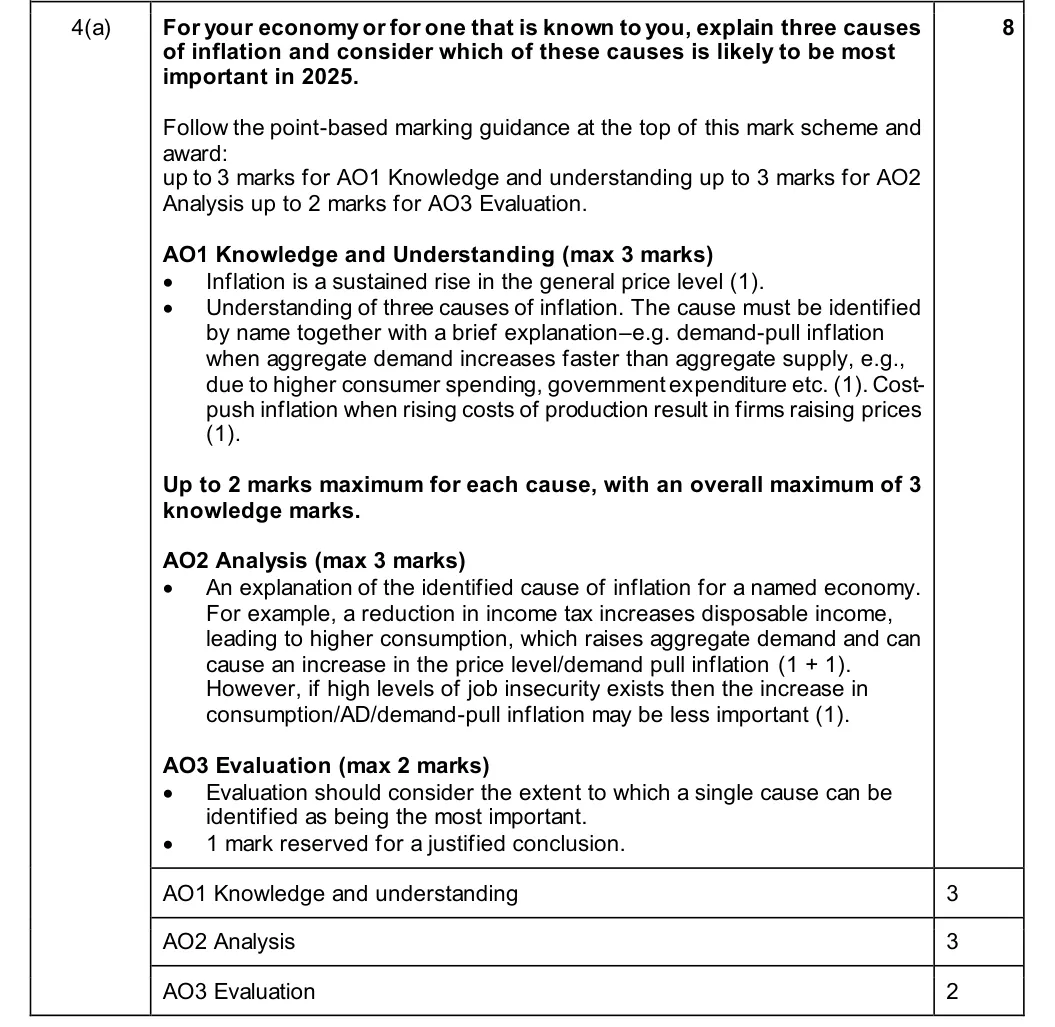 4(a)
For your economy or for one that is known to you, explain three causes
of inflation and consider which of these causes is likely to be most
important in 2025.
8
Follow the point-based marking guidance at the top of this mark scheme and
award:
up to 3 marks for AO1 Knowledge and understanding up to 3 marks for AO2
Analysis up to 2 marks for AO3 Evaluation.
AO1 Knowledge and Understanding (max 3 marks)
• Inflation is a sustained rise in the general price level (1).
• Understanding of three causes of inflation. The cause must be identified
by name together with a brief explanation–e.g. demand-pull inflation
when aggregate demand increases faster than aggregate supply, e.g.,
due to higher consumer spending, government expenditure etc. (1). Cost-
push inflation when rising costs of production result in firms raising prices
(1).
Up to 2 marks maximum for each cause, with an overall maximum of 3
knowledge marks.
AO2 Analysis (max 3 marks)
• An explanation of the identified cause of inflation for a named economy.
For example, a reduction in income tax increases disposable income,
leading to higher consumption, which raises aggregate demand and can
cause an increase in the price level/demand pull inflation (1 + 1).
However, if high levels of job insecurity exists then the increase in
consumption/AD/demand-pull inflation may be less important (1).
AO3 Evaluation (max 2 marks)
• Evaluation should consider the extent to which a single cause can be
identified as being the most important.
• 1 mark reserved for a justified conclusion.
AO1 Knowledge and understanding 3
AO2 Analysis 3
AO3 Evaluation 2